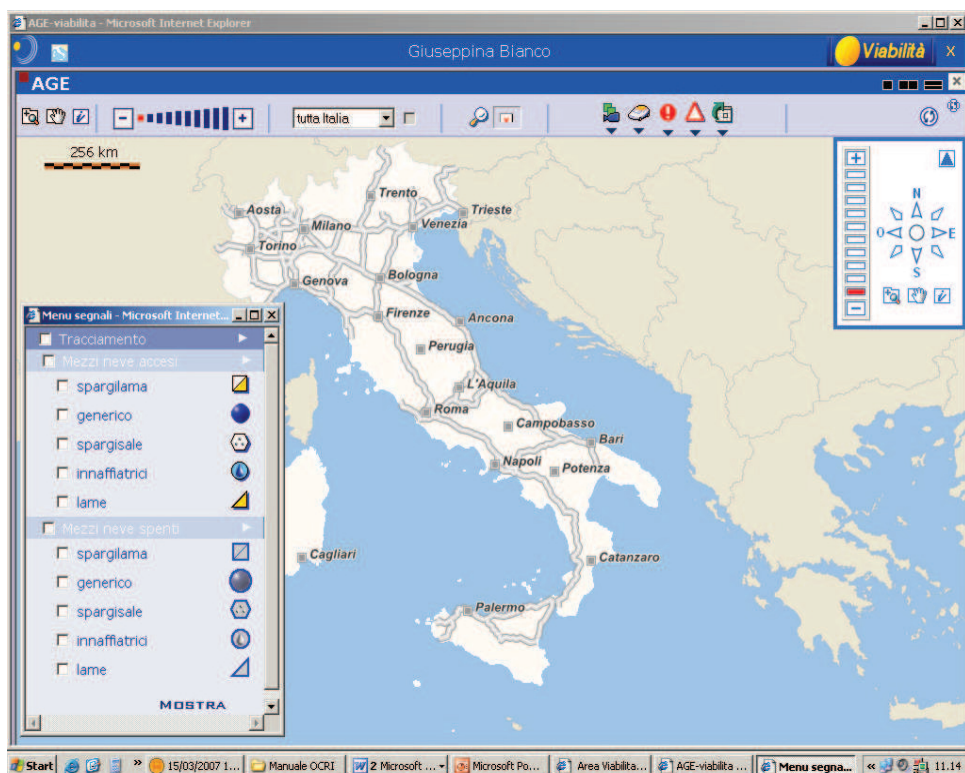 AGE-viabilita - Microsoft Internet Explorer
Giuseppina Bianco
Viabilità X
AGE
tutta Italia
256 km
N
O E
S
Trento
Aosta
Trieste
Milano
Venezia
Torino
Bologna
Genova
Firenze
Ancona
Perugia
L'Aquila
Roma
Campobasso
Bari
Napoli
Potenza
Cagliari
Catanzaro
Palermo
Menu segnali - Microsoft Internet...
Tracciamento
Mezzi neve accesi
spargilama
generico
spargisale
innaffiatrici
lame
Mezzi neve spenti
spargilama
generico
spargisale
innaffiatrici
lame
MOSTRA
Start » 15/03/2007 1... Manuale OCRI 2 Microsoft ... Microsoft Po... Area Viabilita... AGE-viabilita ... Menu segna... « 11.14